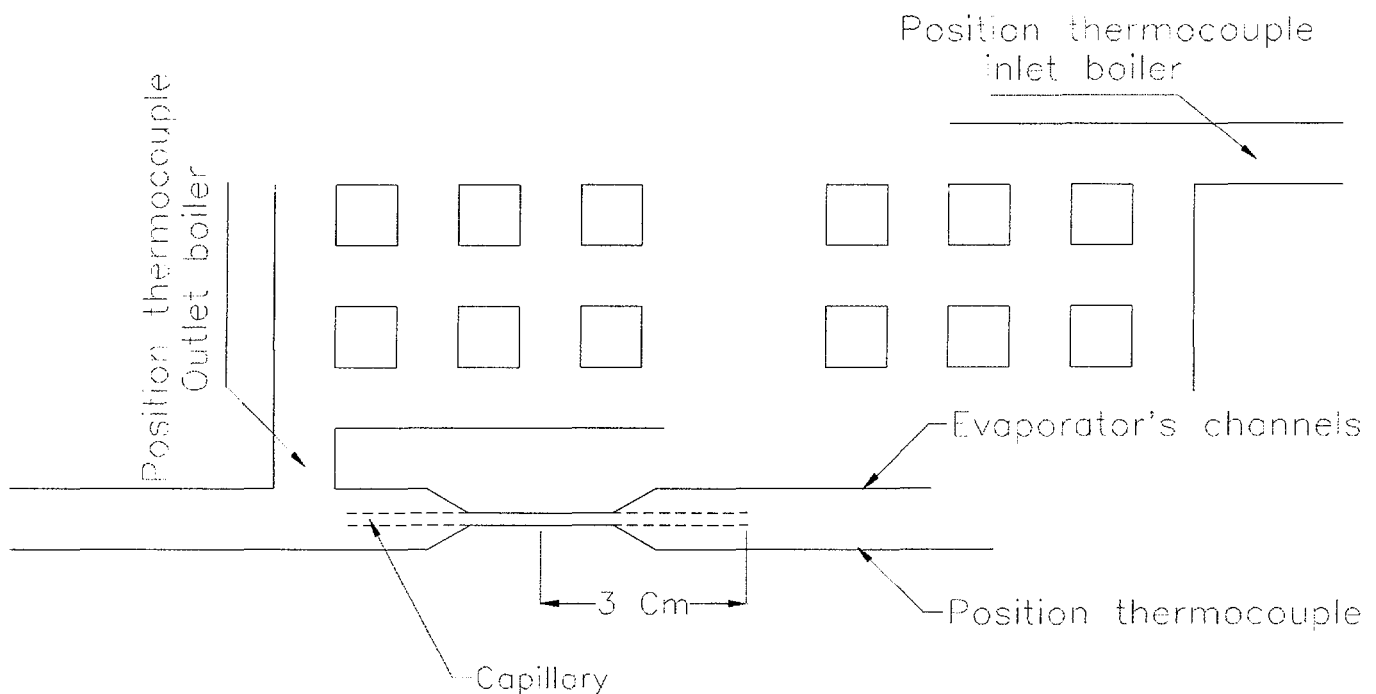 Position thermocouple
inlet boiler
Position thermocouple
Outlet boiler
Evaporator's channels
3 Cm
Position thermocouple
Capillary